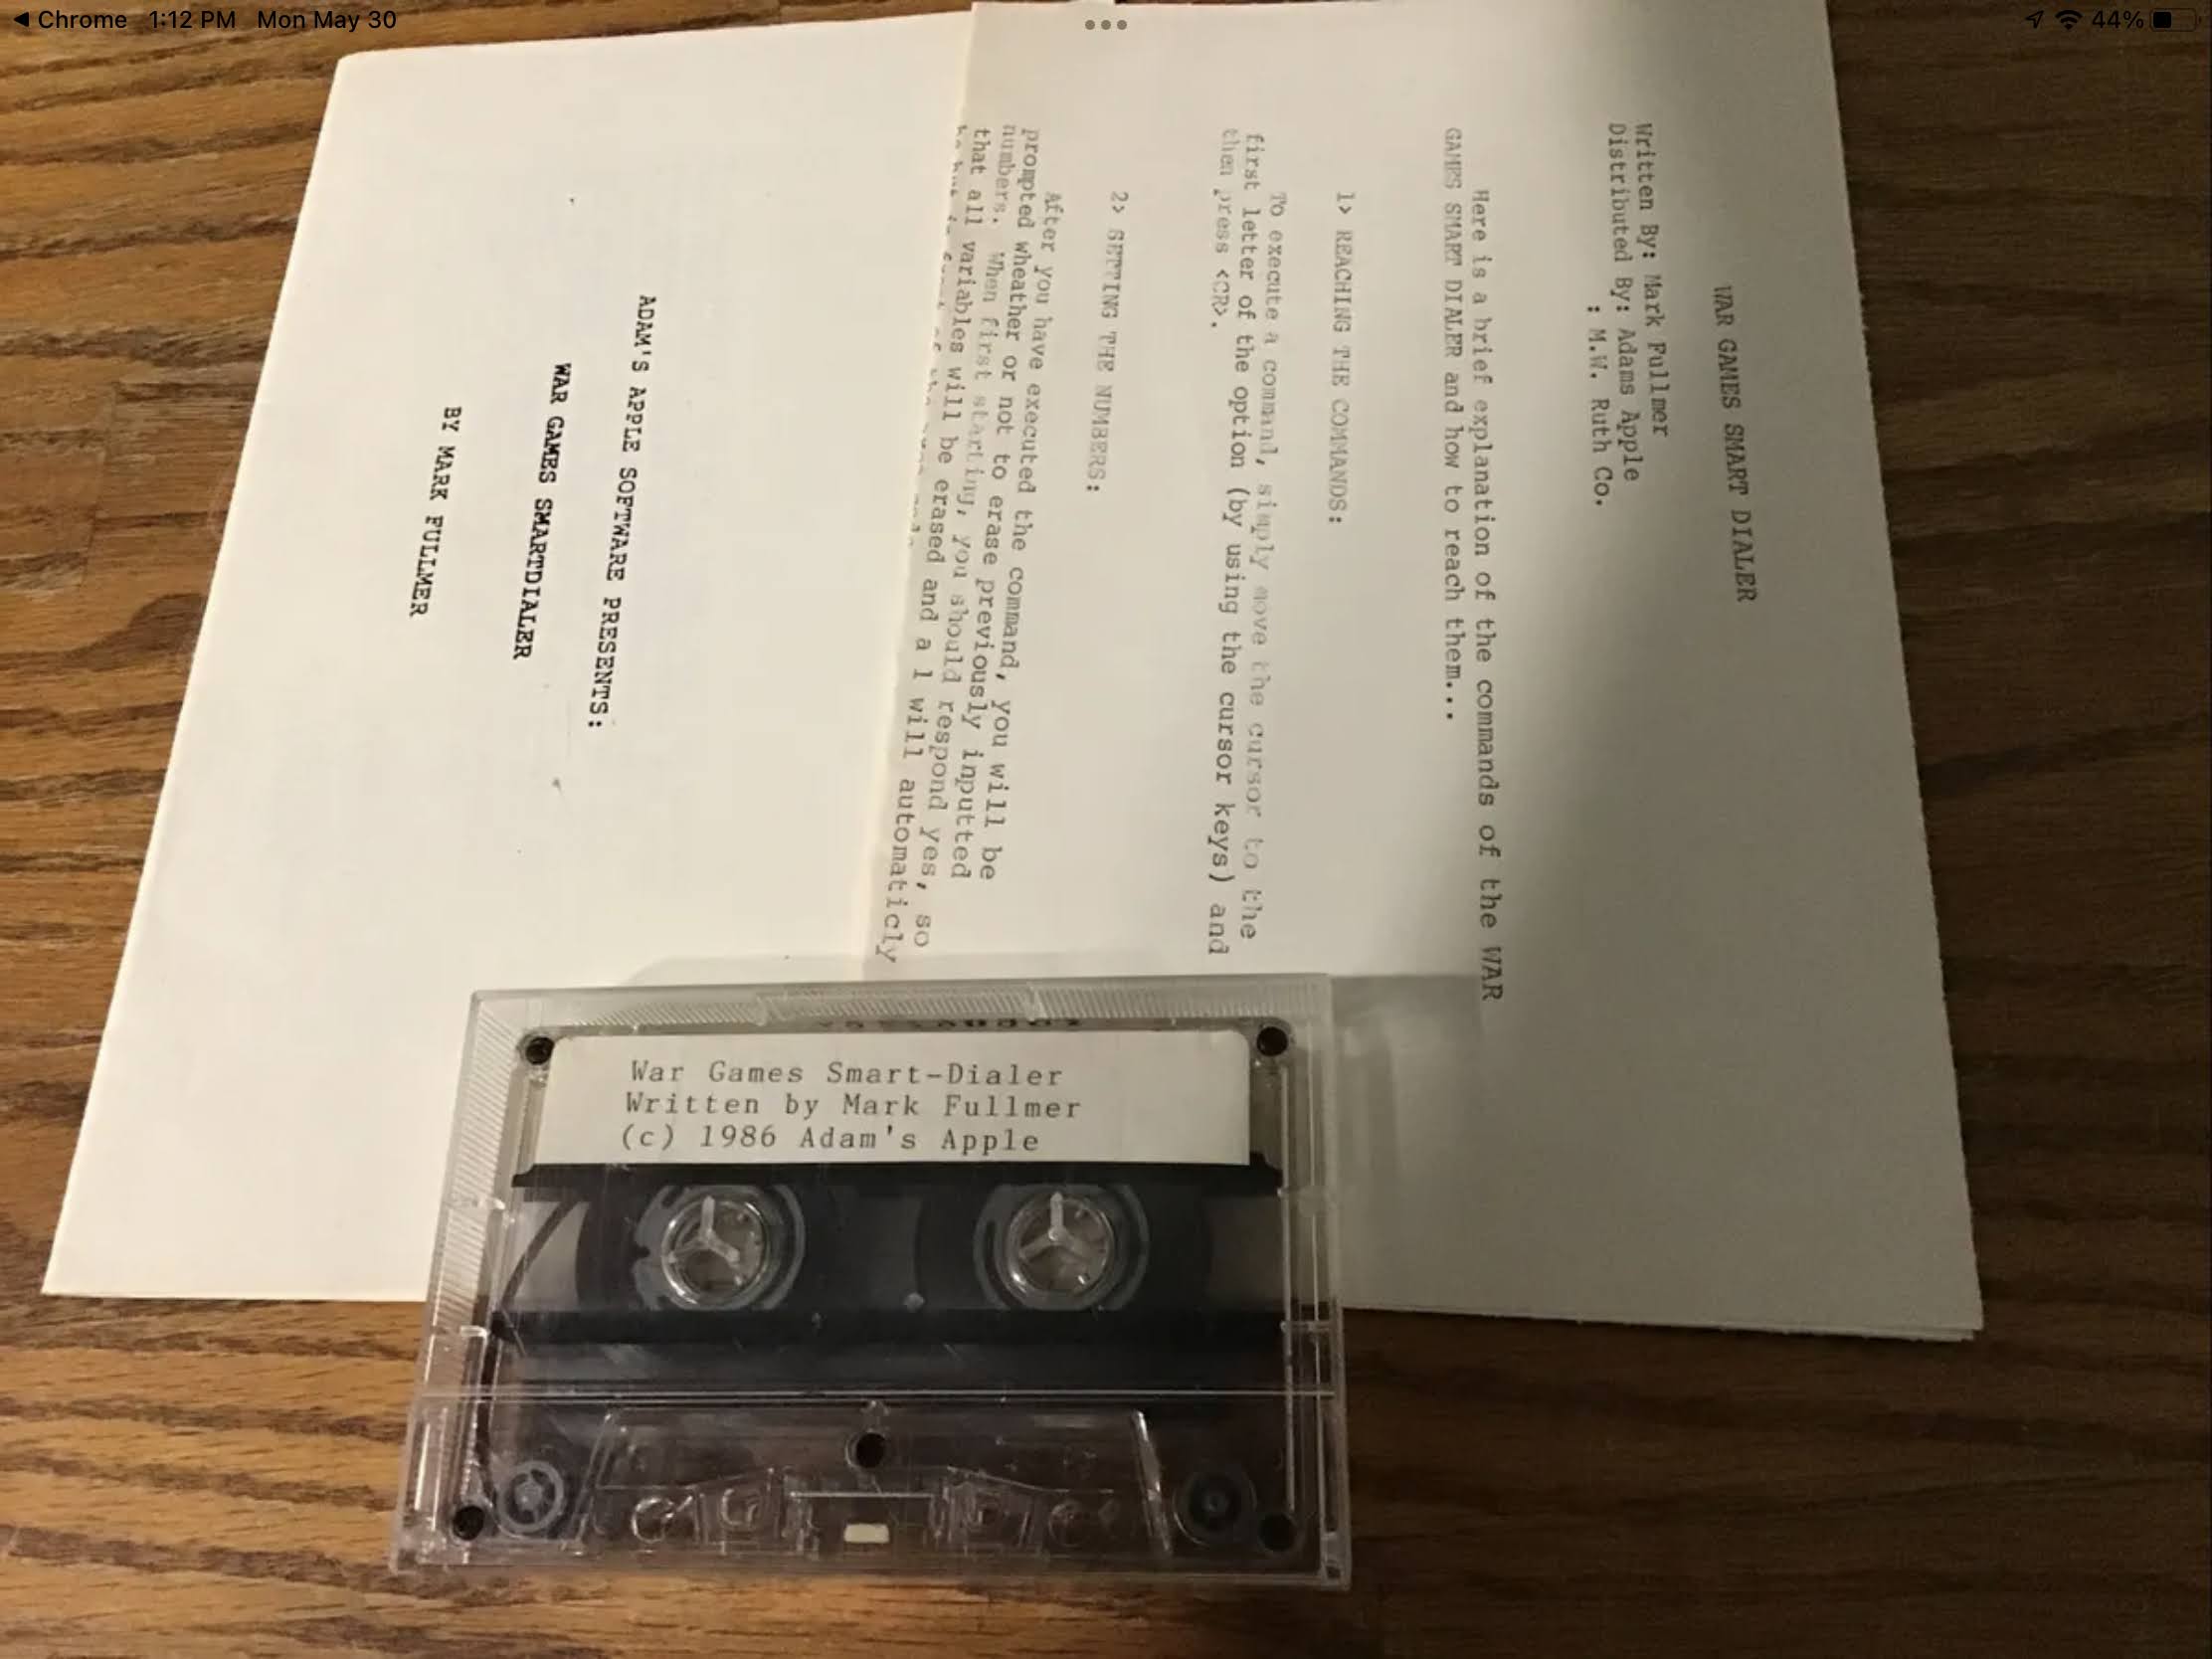 Chrome 1:12 PM Mon May 30
44%
WAR GAMES SMART DIALER
Written By: Mark Fullmer
Distributed By: Adams Apple
: M.W. Ruth Co.
Here is a brief explanation of the commands of the WAR
GAMES SMART DIALER and how to reach them...
1> REACHING THE COMMANDS:
To execute a command, simply move the cursor to the
first letter of the option (by using the cursor keys) and
then press <CR>.
2> SETTING THE NUMBERS:
After you have executed the command, you will be
prompted wheather or not to erase previously inputted
numbers. When first starting, you should respond yes, so
that all variables will be erased and a 1 will automaticly
ADAM'S APPLE SOFTWARE PRESENTS:
WAR GAMES SMARTDIALER
BY MARK FULLMER
War Games Smart-Dialer
Written by Mark Fullmer
(c) 1986 Adam's Apple